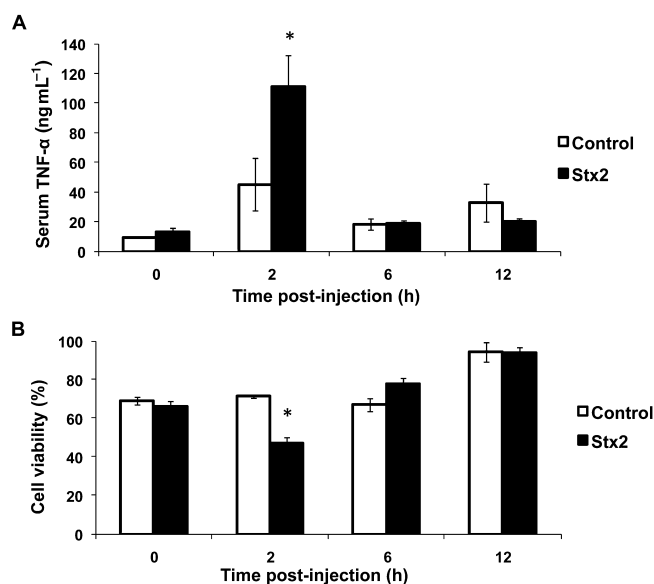 A
Serum TNF-α (ng mL⁻¹)
140
120
100
80
60
40
20
0
*
Control
Stx2
0 2 6 12
Time post-injection (h)
B
Cell viability (%)
100
80
60
40
20
0
*
Control
Stx2
0 2 6 12
Time post-injection (h)